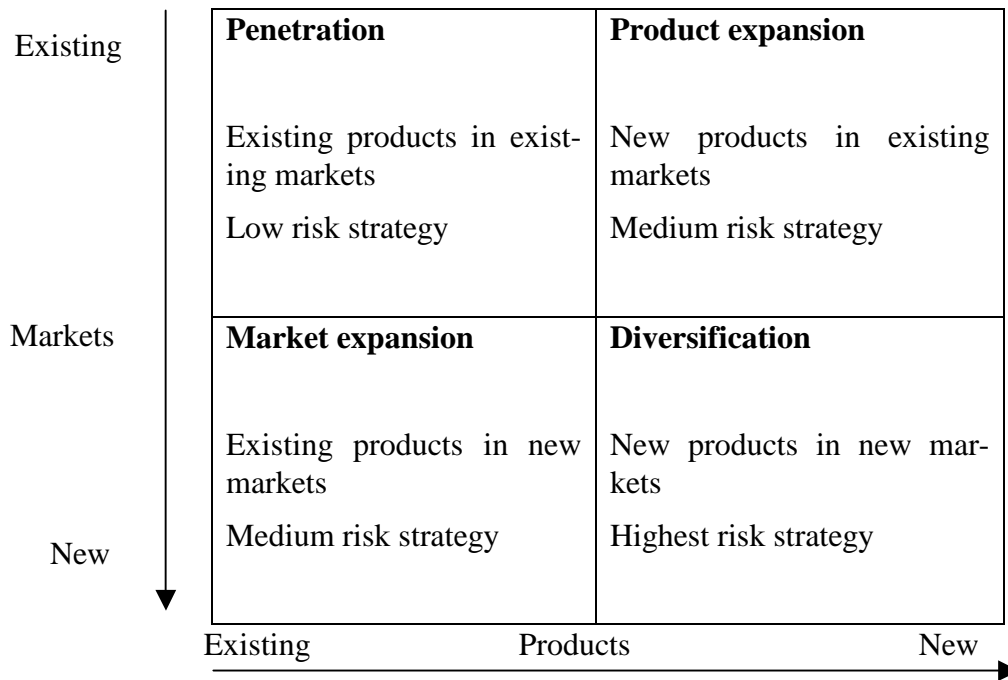 Existing
Penetration
Product expansion
Existing products in exist-
ing markets
Low risk strategy
New products in existing
markets
Medium risk strategy
Markets
Market expansion
Diversification
Existing products in new
markets
Medium risk strategy
New products in new mar-
kets
Highest risk strategy
New
Existing Products New